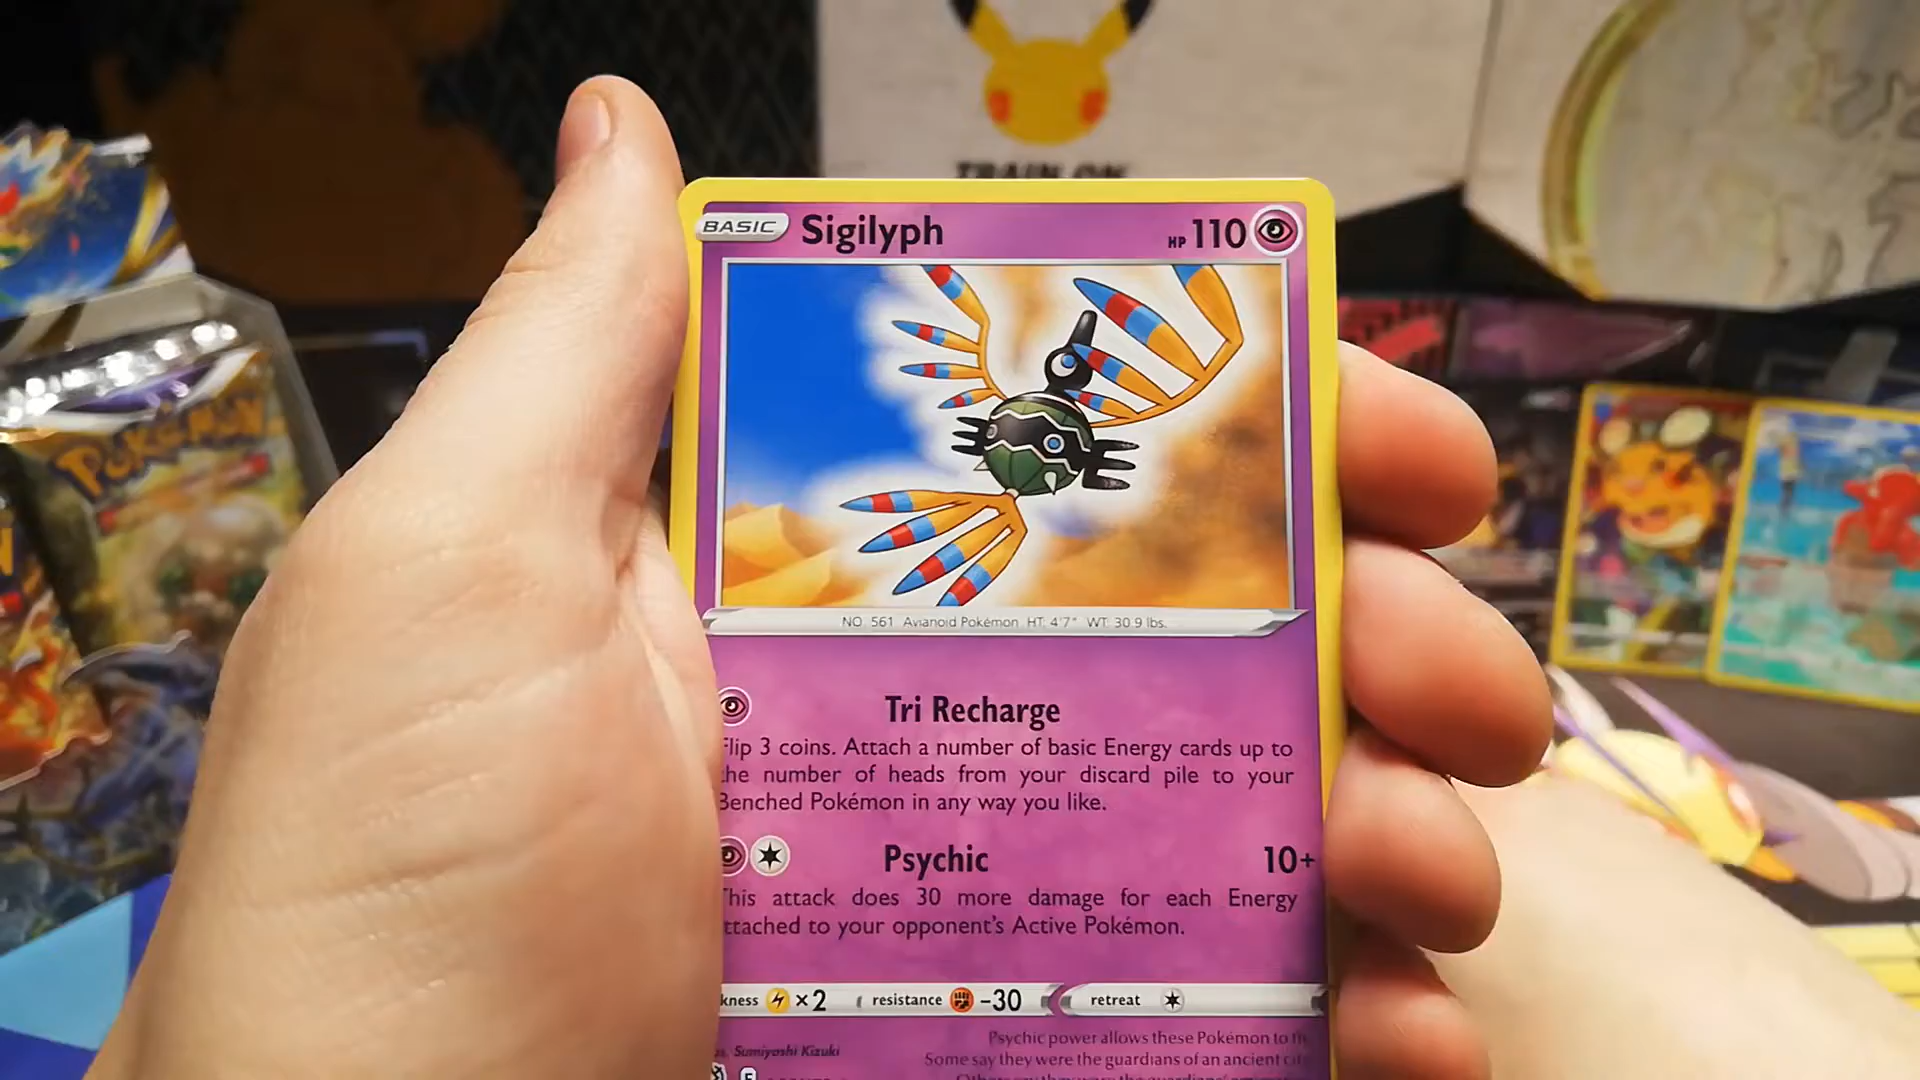 TRAIN ON
BASIC Sigilyph HP 110
POKÉMON
NO. 561 Avianoid Pokémon HT: 4'7" WT: 30.9 lbs.
Tri Recharge
Flip 3 coins. Attach a number of basic Energy cards up to
the number of heads from your discard pile to your
Benched Pokémon in any way you like.
Psychic 10+
This attack does 30 more damage for each Energy
ttached to your opponent's Active Pokémon.
kness ×2 resistance -30 retreat
Sumiyoshi Kizuki
Psychic power allows these Pokémon to
Some say they were the guardians of an ancient